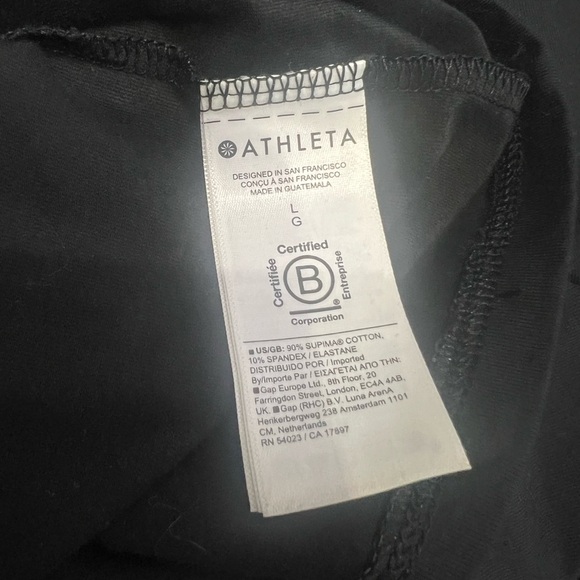 ATHLETA
DESIGNED IN SAN FRANCISCO
CONÇU À SAN FRANCISCO
MADE IN GUATEMALA
L
G
Certified
Certifiée
B
Entreprise
®
Corporation
■ US/GB: 90% SUPIMA® COTTON,
10% SPANDEX / ELASTANE
DISTRIBUIDO POR / Imported
By/Importe Par / ΕΙΣΑΓΕΤΑΙ ΑΠΟ ΤΗΝ:
■Gap Europe Ltd., 8th Floor, 20
Farringdon Street, London, EC4A 4AB,
UK. ■Gap (RHC) B.V. Luna ArenA
Herikerbergweg 238 Amsterdam 1101
CM, Netherlands
RN 54023 / CA 17897